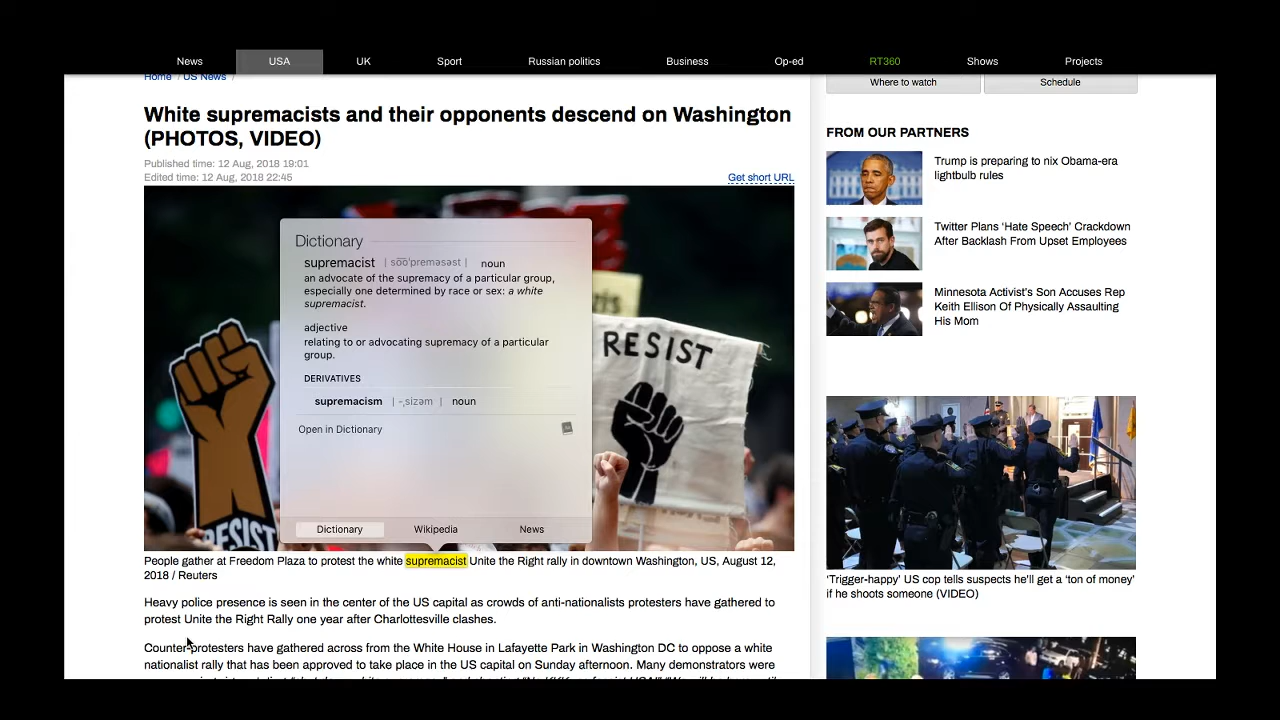 News USA UK Sport Russian politics Business Op-ed RT360 Shows Projects
Home / US News /
White supremacists and their opponents descend on Washington
(PHOTOS, VIDEO)
Published time: 12 Aug, 2018 19:01
Edited time: 12 Aug, 2018 22:45
Get short URL
Dictionary
supremacist | so͞oˈpreməsəst | noun
an advocate of the supremacy of a particular group,
especially one determined by race or sex: a white
supremacist.
adjective
relating to or advocating supremacy of a particular
group.
DERIVATIVES
supremacism | -ˌsizəm | noun
Open in Dictionary
Dictionary Wikipedia News
RESIST
RESIST
People gather at Freedom Plaza to protest the white supremacist Unite the Right rally in downtown Washington, US, August 12,
2018 / Reuters
Heavy police presence is seen in the center of the US capital as crowds of anti-nationalists protesters have gathered to
protest Unite the Right Rally one year after Charlottesville clashes.
Counter-protesters have gathered across from the White House in Lafayette Park in Washington DC to oppose a white
nationalist rally that has been approved to take place in the US capital on Sunday afternoon. Many demonstrators were
Where to watch
Schedule
FROM OUR PARTNERS
Trump is preparing to nix Obama-era
lightbulb rules
Twitter Plans ‘Hate Speech’ Crackdown
After Backlash From Upset Employees
Minnesota Activist’s Son Accuses Rep
Keith Ellison Of Physically Assaulting
His Mom
‘Trigger-happy’ US cop tells suspects he’ll get a ‘ton of money’
if he shoots someone (VIDEO)